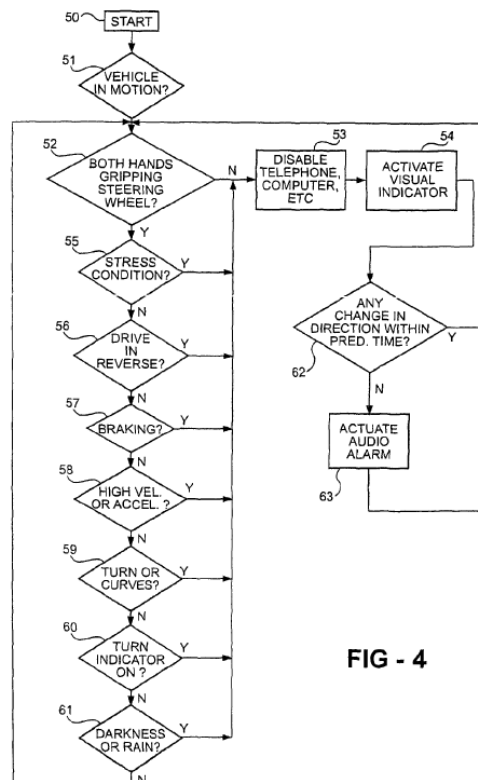 50
START
51
VEHICLE
IN MOTION?
52
BOTH HANDS
GRIPPING
STEERING
WHEEL?
N
Y
53
DISABLE
TELEPHONE,
COMPUTER,
ETC
54
ACTIVATE
VISUAL
INDICATOR
55
STRESS
CONDITION?
Y
N
56
DRIVE
IN
REVERSE?
Y
N
57
BRAKING?
Y
N
58
HIGH VEL.
OR ACCEL. ?
Y
N
59
TURN OR
CURVES?
Y
N
60
TURN
INDICATOR
ON ?
Y
N
61
DARKNESS
OR RAIN?
Y
N
ANY
CHANGE IN
DIRECTION WITHIN
PRED. TIME?
62
Y
N
ACTUATE
AUDIO
ALARM
63
FIG - 4